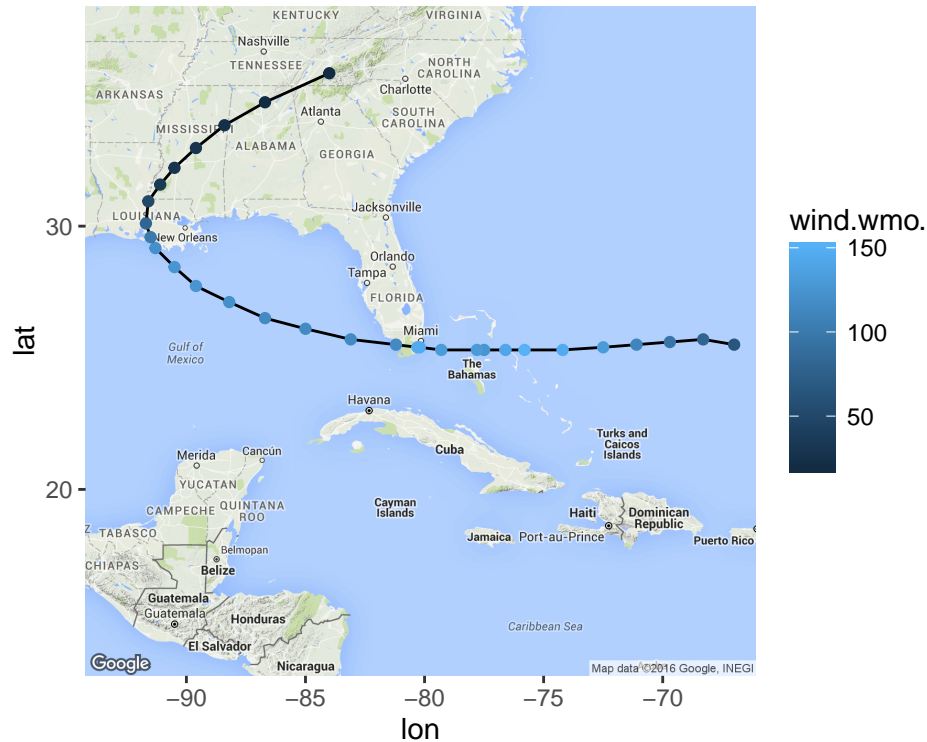 KENTUCKY
VIRGINIA
Nashville
TENNESSEE
NORTH
CAROLINA
Charlotte
ARKANSAS
Atlanta
SOUTH
CAROLINA
MISSISSIPPI
ALABAMA
GEORGIA
Jacksonville
LOUISIANA
New Orleans
Orlando
Tampa
FLORIDA
Miami
Gulf of
Mexico
The
Bahamas
Havana
Cuba
Turks and
Caicos
Islands
Merida
Cancún
YUCATAN
CAMPECHE
QUINTANA
ROO
Cayman
Islands
Haiti
Dominican
Republic
Jamaica
Port-au-Prince
Puerto Rico
Z
TABASCO
Belmopan
Belize
CHIAPAS
Guatemala
Guatemala
Honduras
El Salvador
Nicaragua
Caribbean Sea
Google
Map data ©2016 Google, INEGI
30
20
lat
−90
−85
−80
−75
−70
lon
wind.wmo.
150
100
50